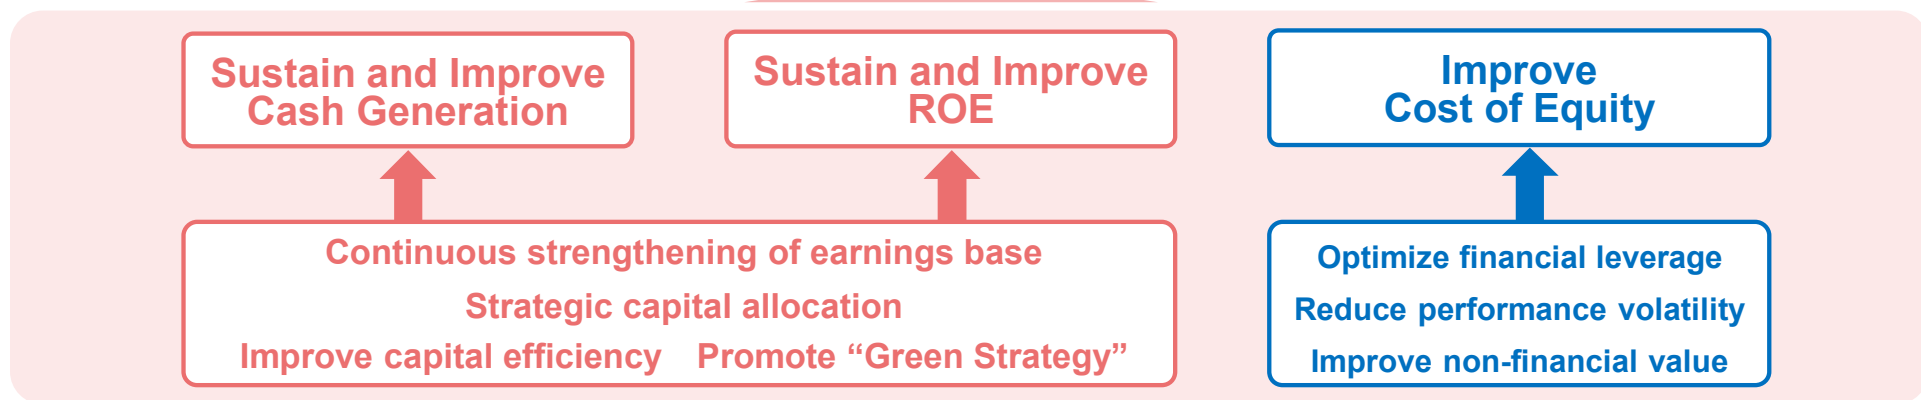 Sustain and Improve
Cash Generation
Sustain and Improve
ROE
Improve
Cost of Equity
Continuous strengthening of earnings base
Strategic capital allocation
Improve capital efficiency Promote “Green Strategy”
Optimize financial leverage
Reduce performance volatility
Improve non-financial value